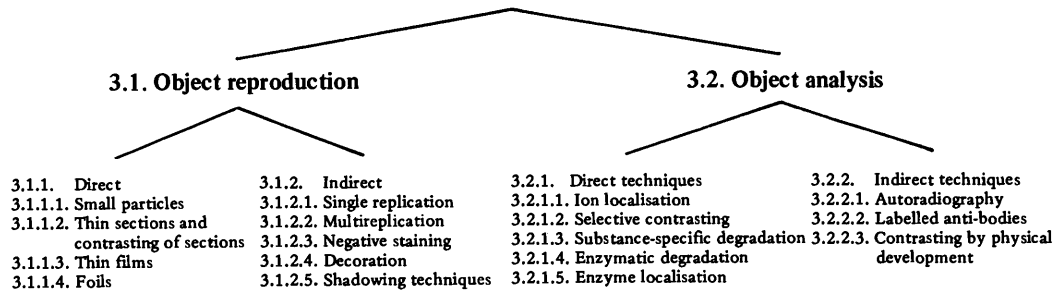 3.1. Object reproduction
3.2. Object analysis
3.1.1. Direct
3.1.1.1. Small particles
3.1.1.2. Thin sections and
contrasting of sections
3.1.1.3. Thin films
3.1.1.4. Foils
3.1.2. Indirect
3.1.2.1. Single replication
3.1.2.2. Multireplication
3.1.2.3. Negative staining
3.1.2.4. Decoration
3.1.2.5. Shadowing techniques
3.2.1. Direct techniques
3.2.1.1. Ion localisation
3.2.1.2. Selective contrasting
3.2.1.3. Substance-specific degradation
3.2.1.4. Enzymatic degradation
3.2.1.5. Enzyme localisation
3.2.2. Indirect techniques
3.2.2.1. Autoradiography
3.2.2.2. Labelled anti-bodies
3.2.2.3. Contrasting by physical
development